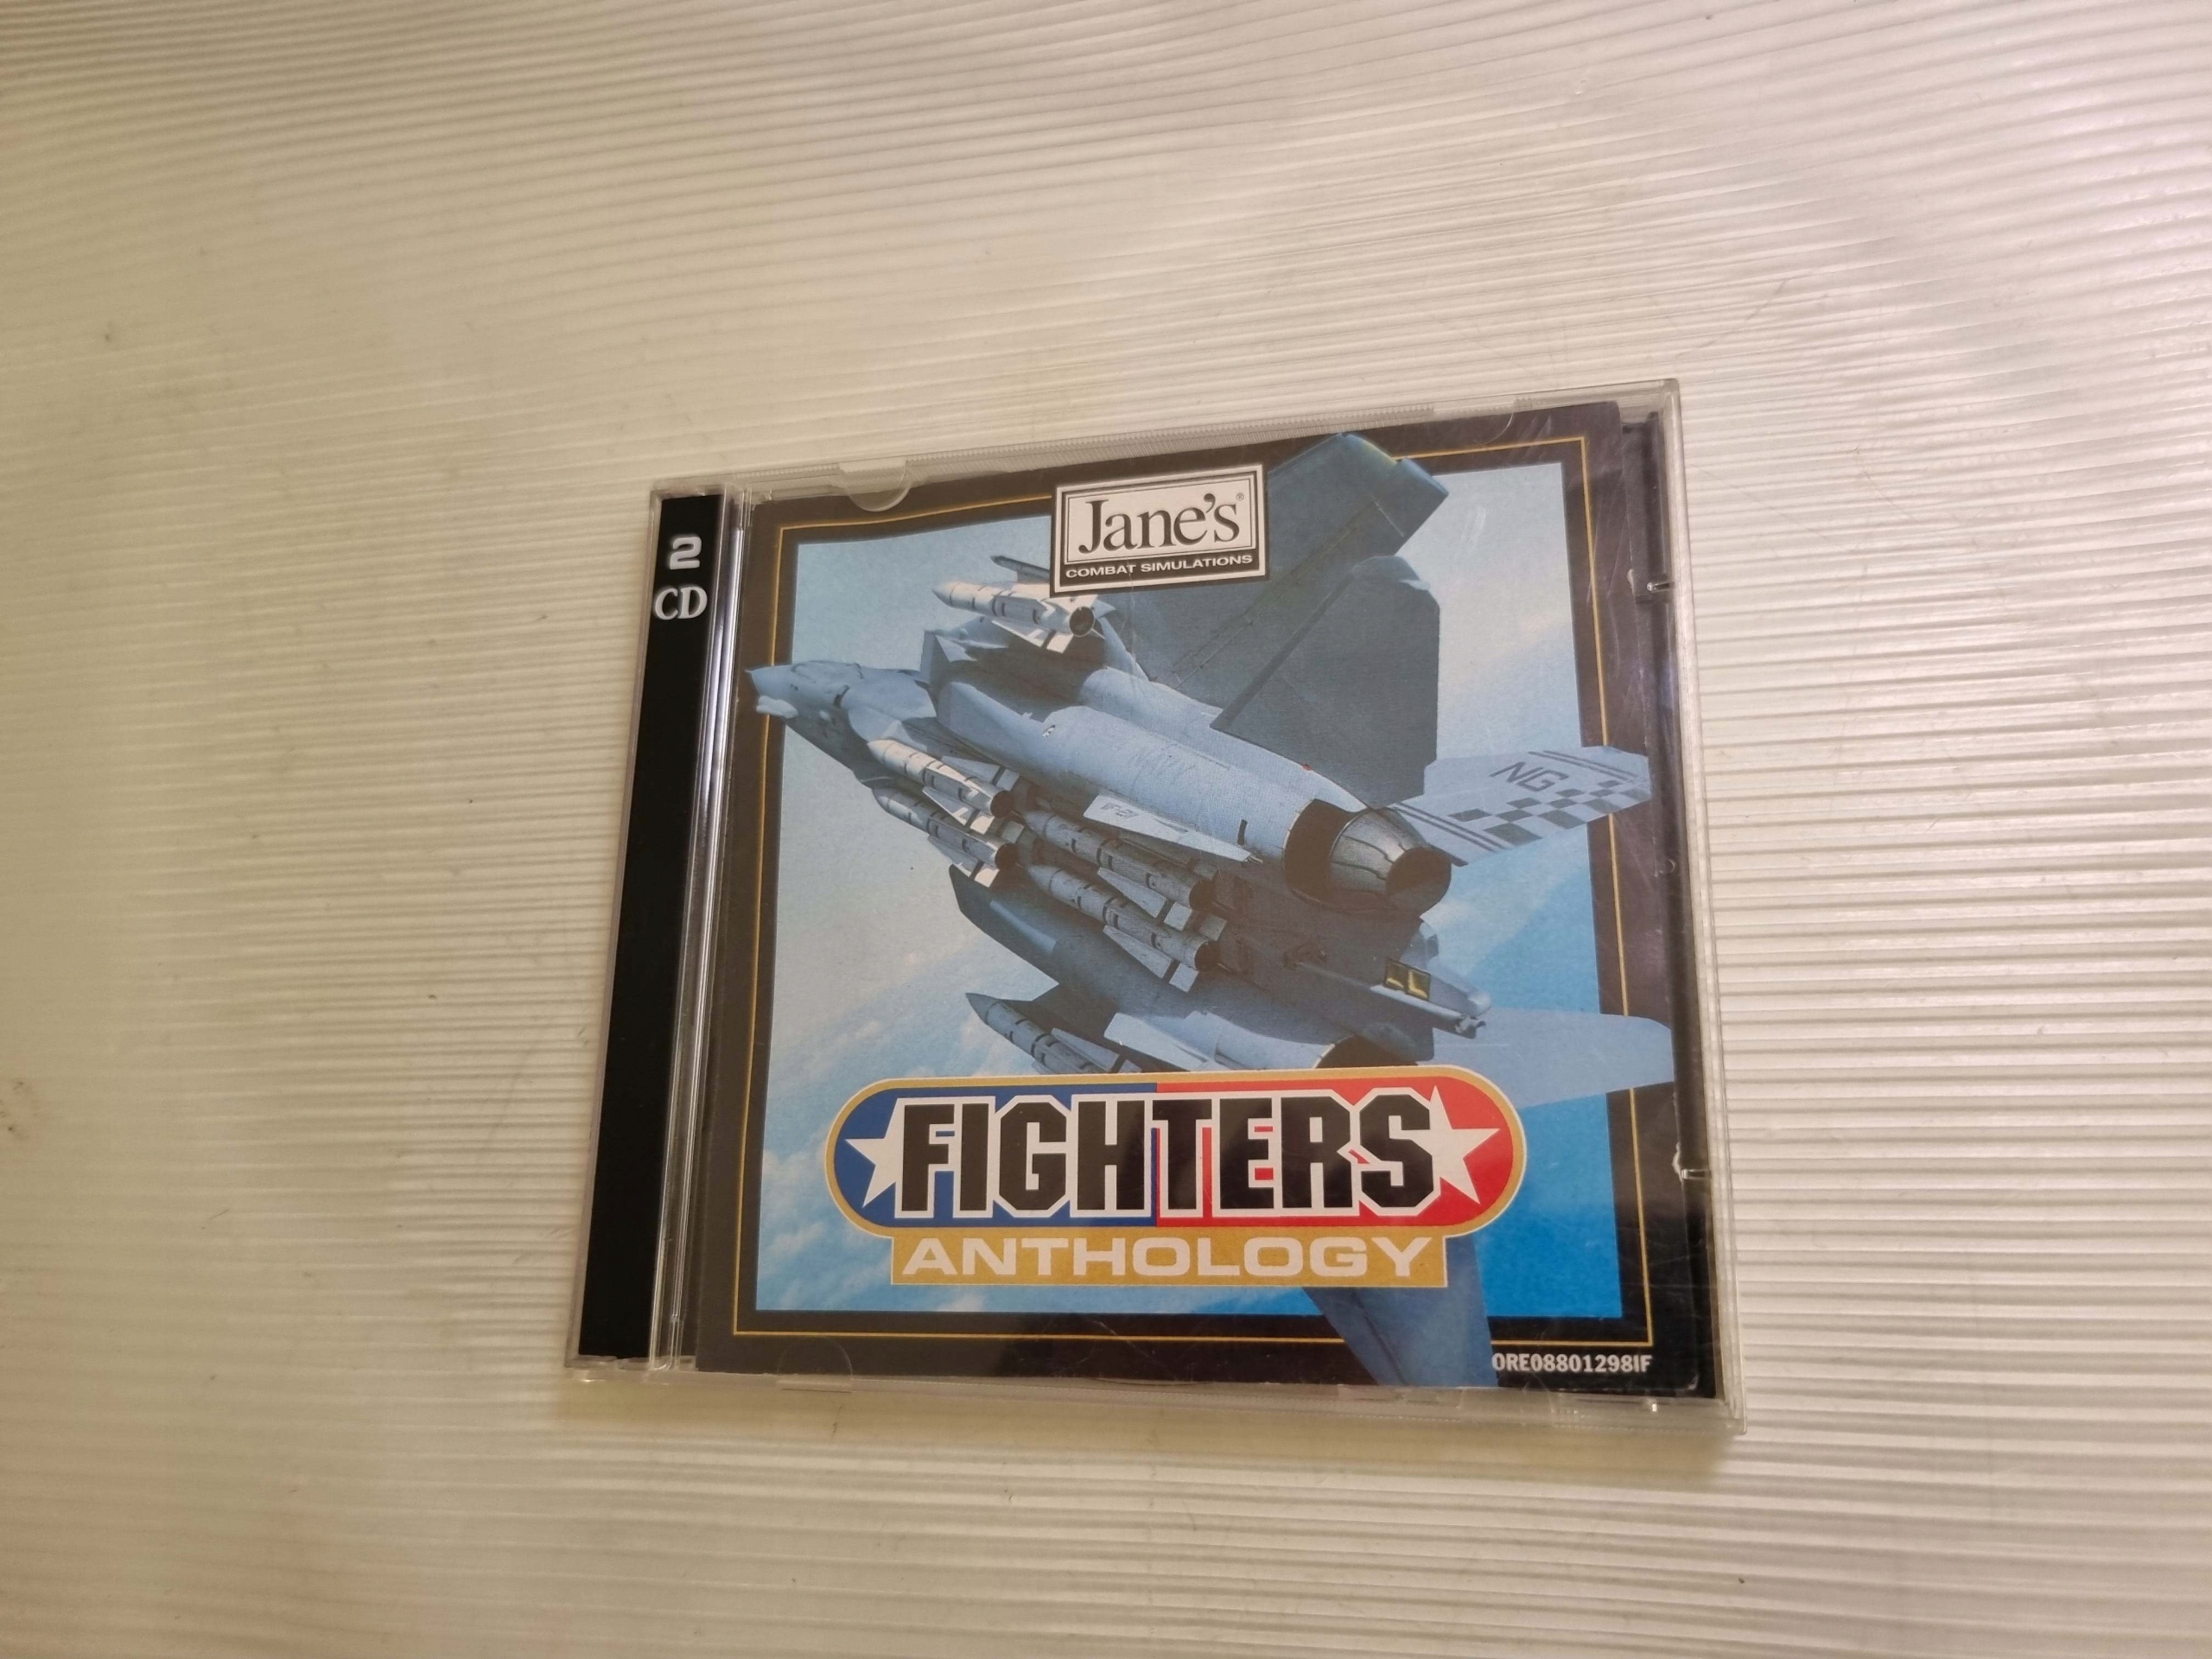 2
CD
Jane's®
COMBAT SIMULATIONS
NG
FIGHTERS
ANTHOLOGY
ORE08801298IF